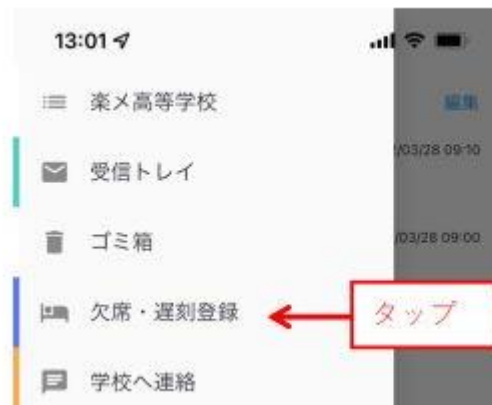 13:01
楽メ高等学校
編集
受信トレイ
/03/28 09:10
ゴミ箱
/03/28 09:00
欠席・遅刻登録
タップ
学校へ連絡